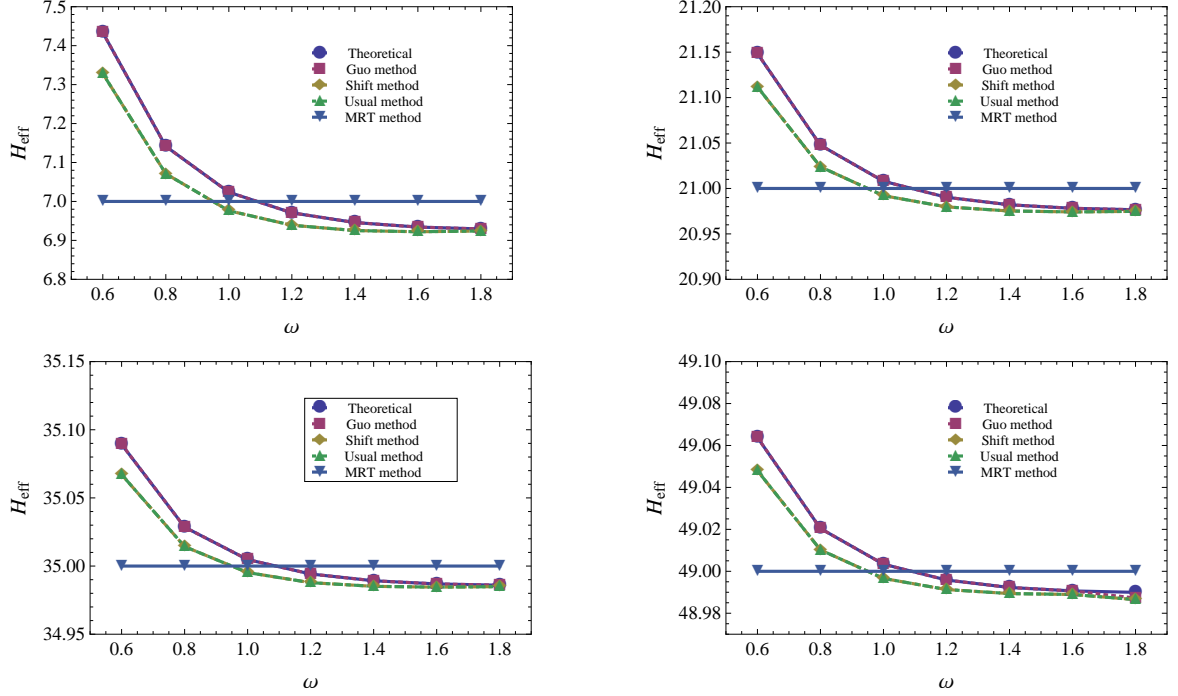 7.5
7.4
7.3
7.2
7.1
7.0
6.9
6.8
H_eff
Theoretical
Guo method
Shift method
Usual method
MRT method
0.6 0.8 1.0 1.2 1.4 1.6 1.8
ω
21.20
21.15
21.10
21.05
21.00
20.95
20.90
H_eff
Theoretical
Guo method
Shift method
Usual method
MRT method
0.6 0.8 1.0 1.2 1.4 1.6 1.8
ω
35.15
35.10
35.05
35.00
34.95
H_eff
Theoretical
Guo method
Shift method
Usual method
MRT method
0.6 0.8 1.0 1.2 1.4 1.6 1.8
ω
49.10
49.08
49.06
49.04
49.02
49.00
48.98
H_eff
Theoretical
Guo method
Shift method
Usual method
MRT method
0.6 0.8 1.0 1.2 1.4 1.6 1.8
ω